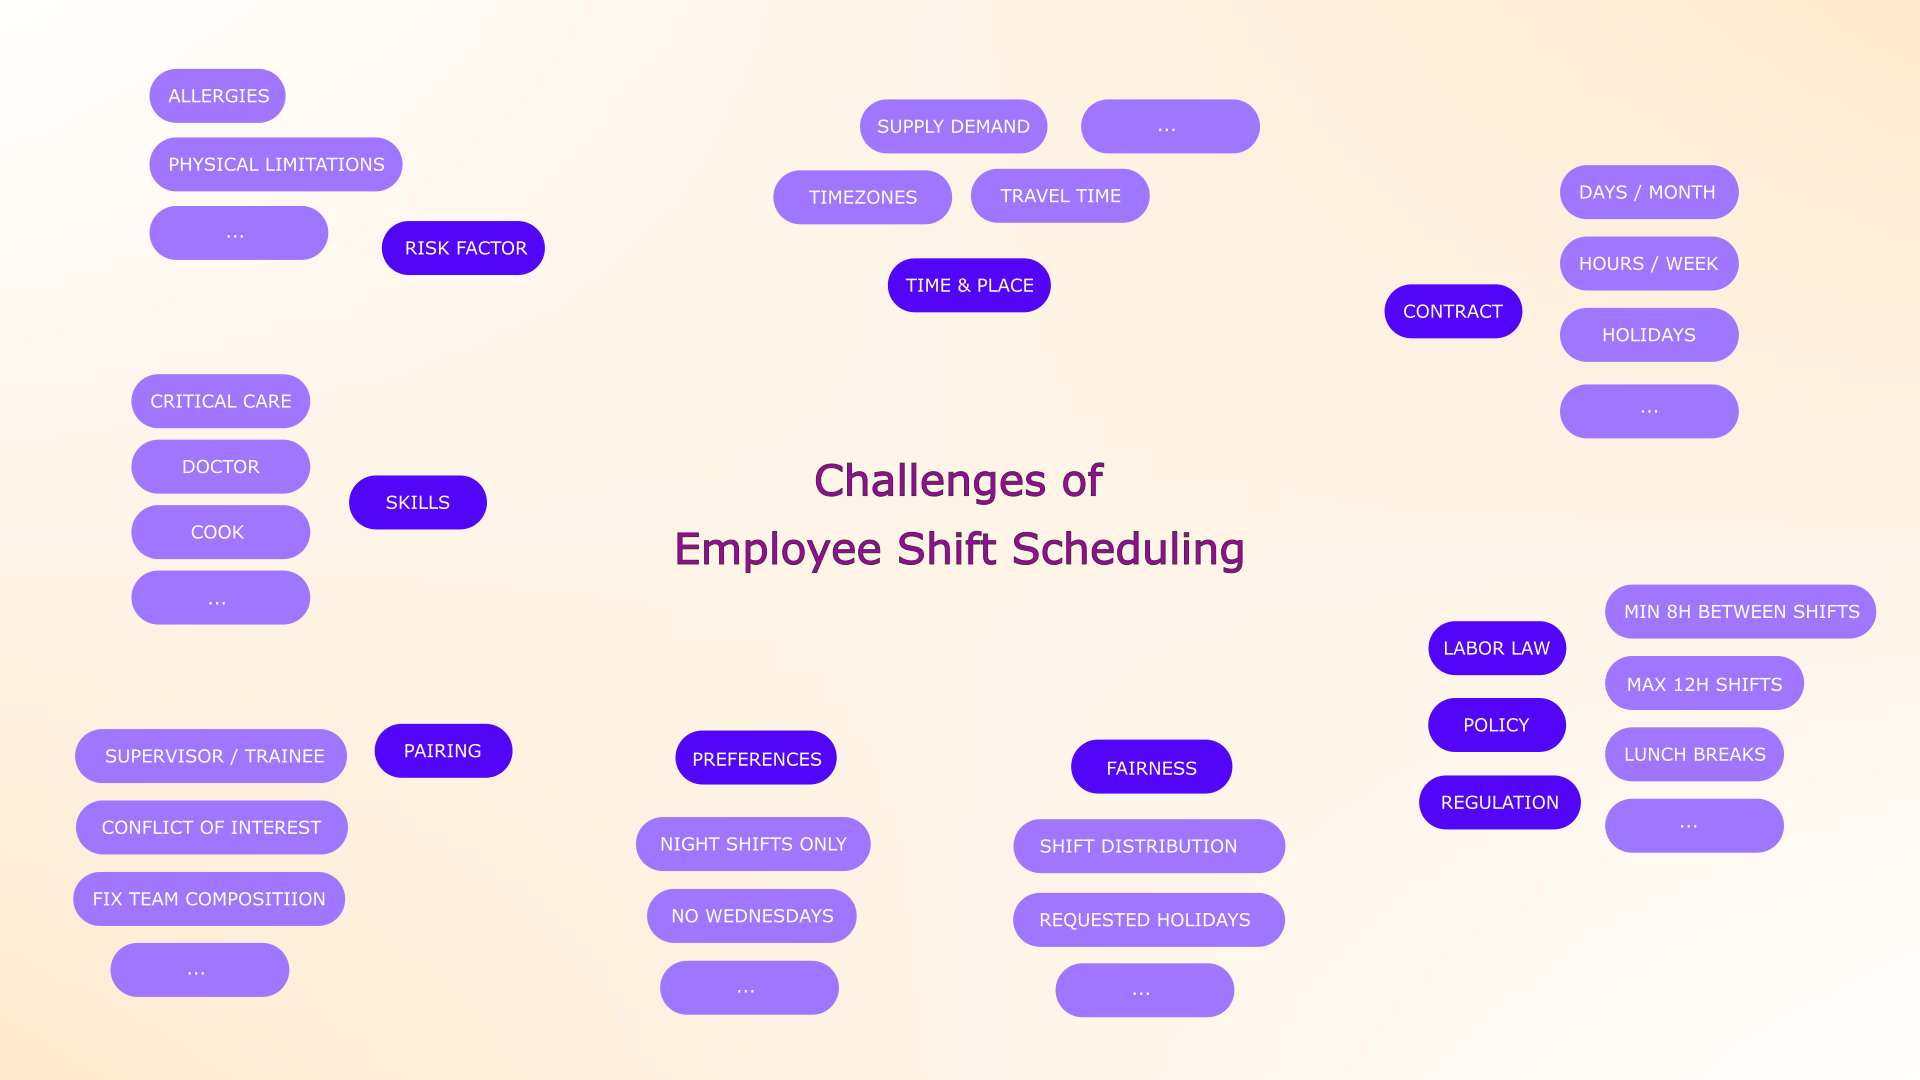 ALLERGIES
PHYSICAL LIMITATIONS
...
RISK FACTOR
SUPPLY DEMAND
...
TIMEZONES
TRAVEL TIME
TIME & PLACE
DAYS / MONTH
HOURS / WEEK
HOLIDAYS
...
CONTRACT
CRITICAL CARE
DOCTOR
COOK
...
SKILLS
Challenges of
Employee Shift Scheduling
LABOR LAW
POLICY
REGULATION
MIN 8H BETWEEN SHIFTS
MAX 12H SHIFTS
LUNCH BREAKS
...
PAIRING
SUPERVISOR / TRAINEE
CONFLICT OF INTEREST
FIX TEAM COMPOSITIION
...
PREFERENCES
NIGHT SHIFTS ONLY
NO WEDNESDAYS
...
FAIRNESS
SHIFT DISTRIBUTION
REQUESTED HOLIDAYS
...